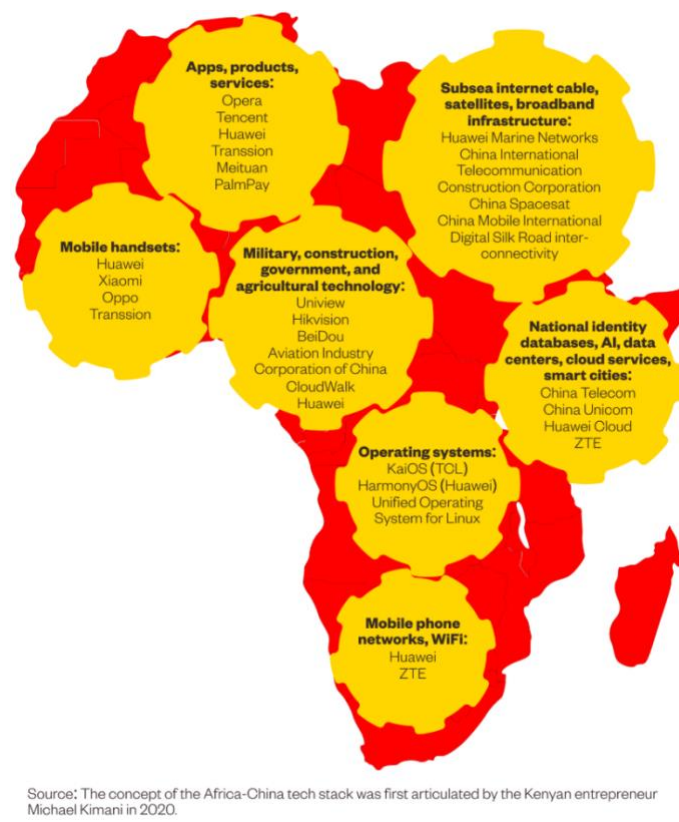 Apps, products,
services:
Opera
Tencent
Huawei
Transsion
Meituan
PalmPay
Subsea internet cable,
satellites, broadband
infrastructure:
Huawei Marine Networks
China International
Telecommunication
Construction Corporation
China Spacesat
China Mobile International
Digital Silk Road inter-
connectivity
Mobile handsets:
Huawei
Xiaomi
Oppo
Transsion
Military, construction,
government, and
agricultural technology:
Uniview
Hikvision
BeiDou
Aviation Industry
Corporation of China
CloudWalk
Huawei
National identity
databases, AI, data
centers, cloud services,
smart cities:
China Telecom
China Unicom
Huawei Cloud
ZTE
Operating systems:
KaiOS (TCL)
HarmonyOS (Huawei)
Unified Operating
System for Linux
Mobile phone
networks, WiFi:
Huawei
ZTE
Source: The concept of the Africa-China tech stack was first articulated by the Kenyan entrepreneur
Michael Kimani in 2020.